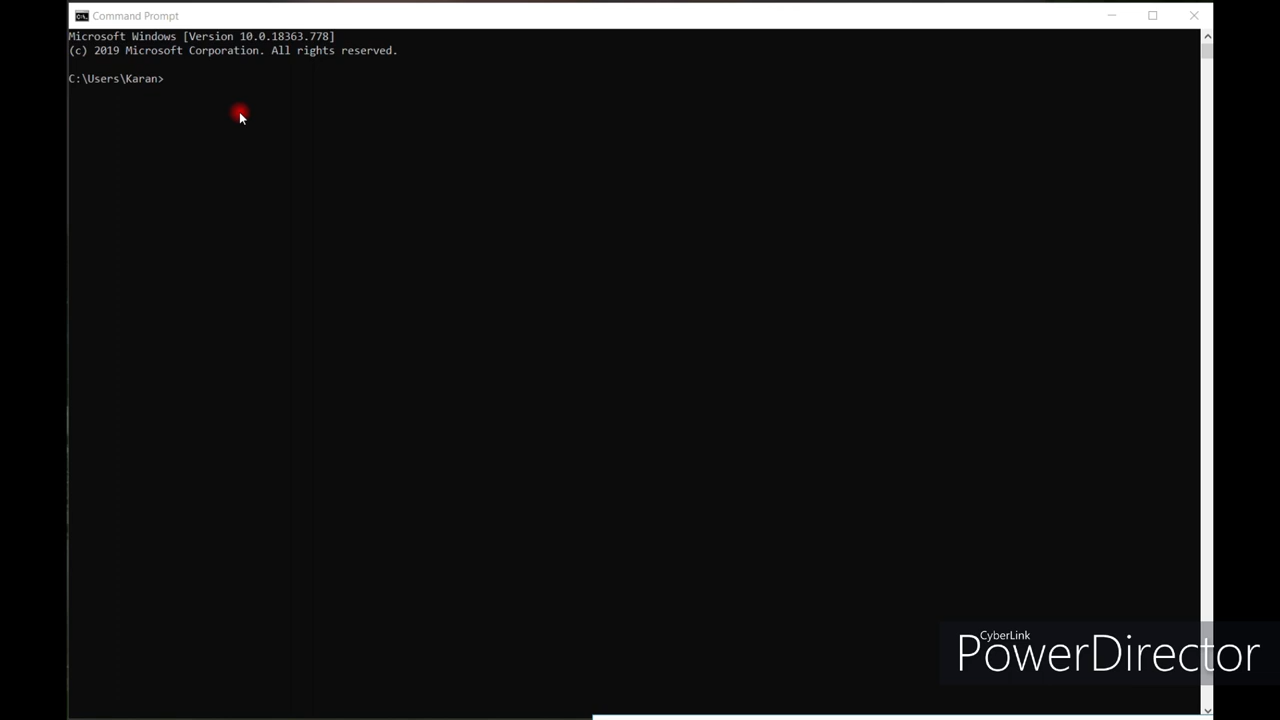 Command Prompt
Microsoft Windows [Version 10.0.18363.778]
(c) 2019 Microsoft Corporation. All rights reserved.
C:\Users\Karan>
CyberLink
PowerDirector